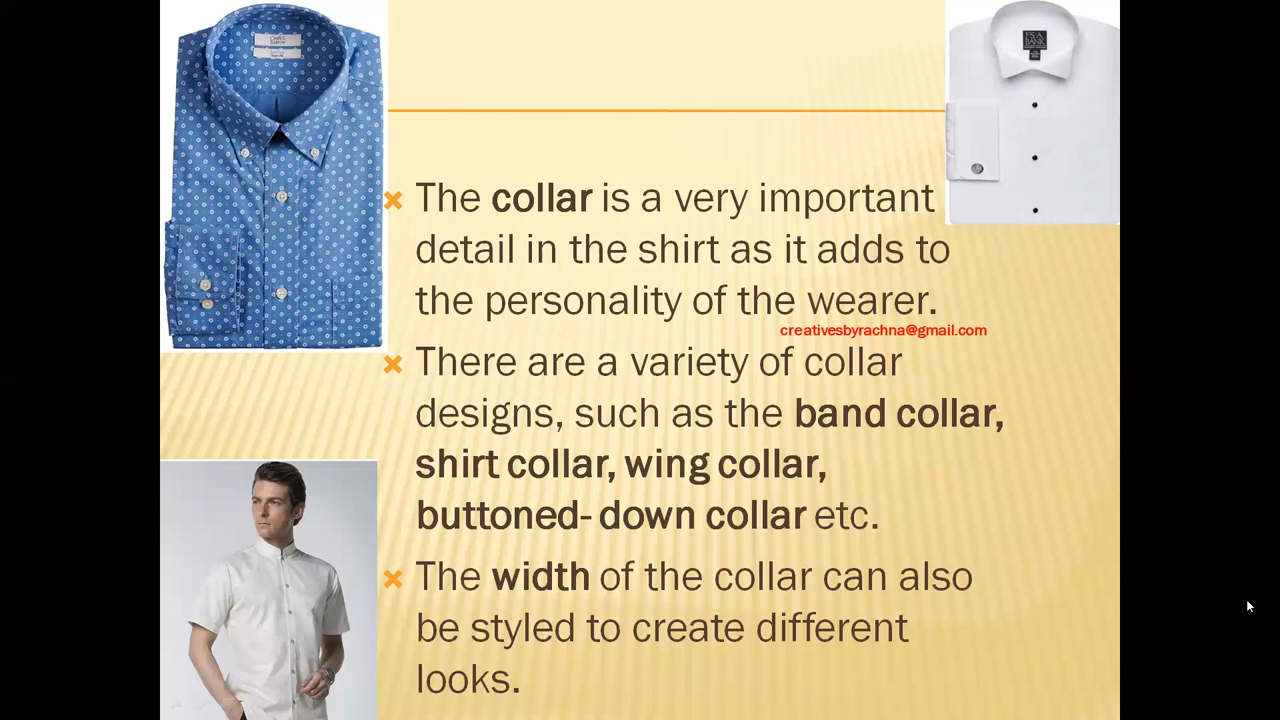 The collar is a very important
detail in the shirt as it adds to
the personality of the wearer.
creativesbyrachna@gmail.com
There are a variety of collar
designs, such as the band collar,
shirt collar, wing collar,
buttoned- down collar etc.
The width of the collar can also
be styled to create different
looks.